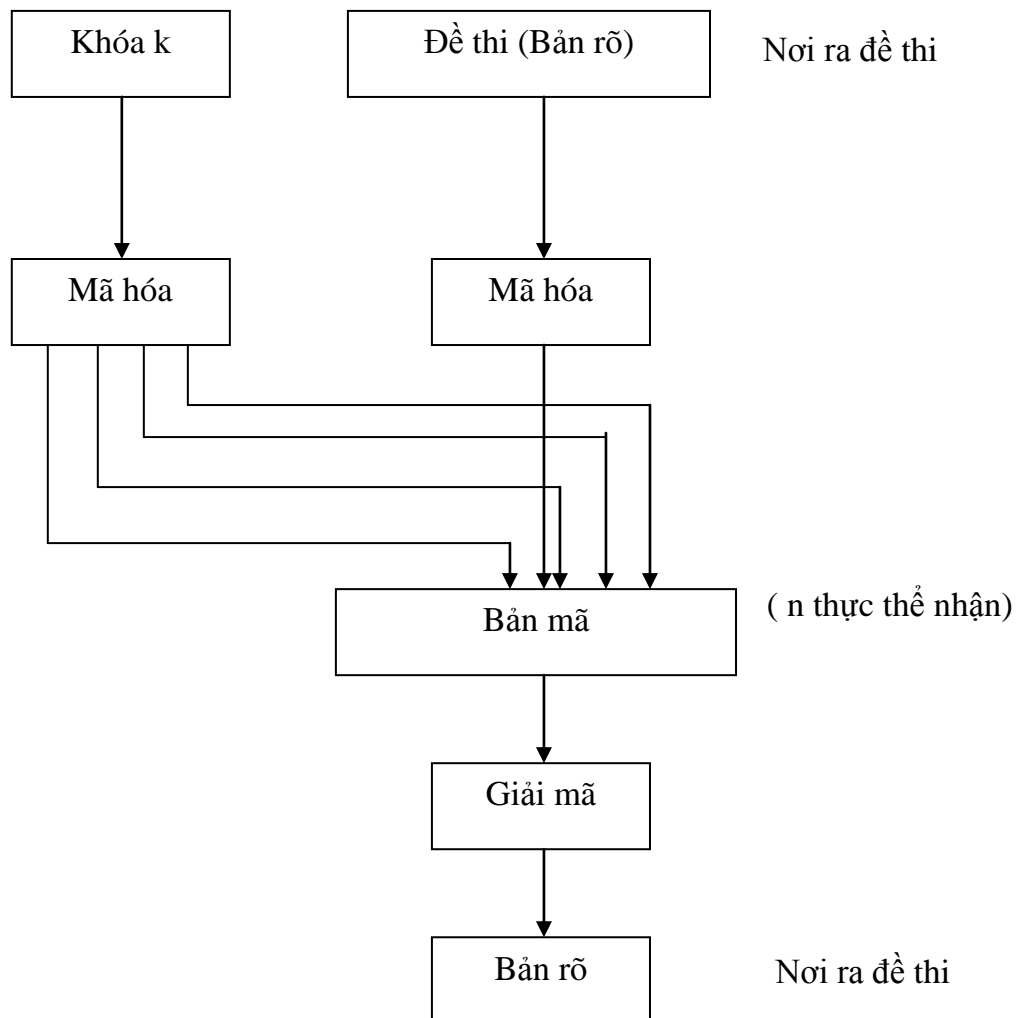 Khóa k
Đề thi (Bản rõ)
Nơi ra đề thi
Mã hóa
Mã hóa
Bản mã
( n thực thể nhận)
Giải mã
Bản rõ
Nơi ra đề thi